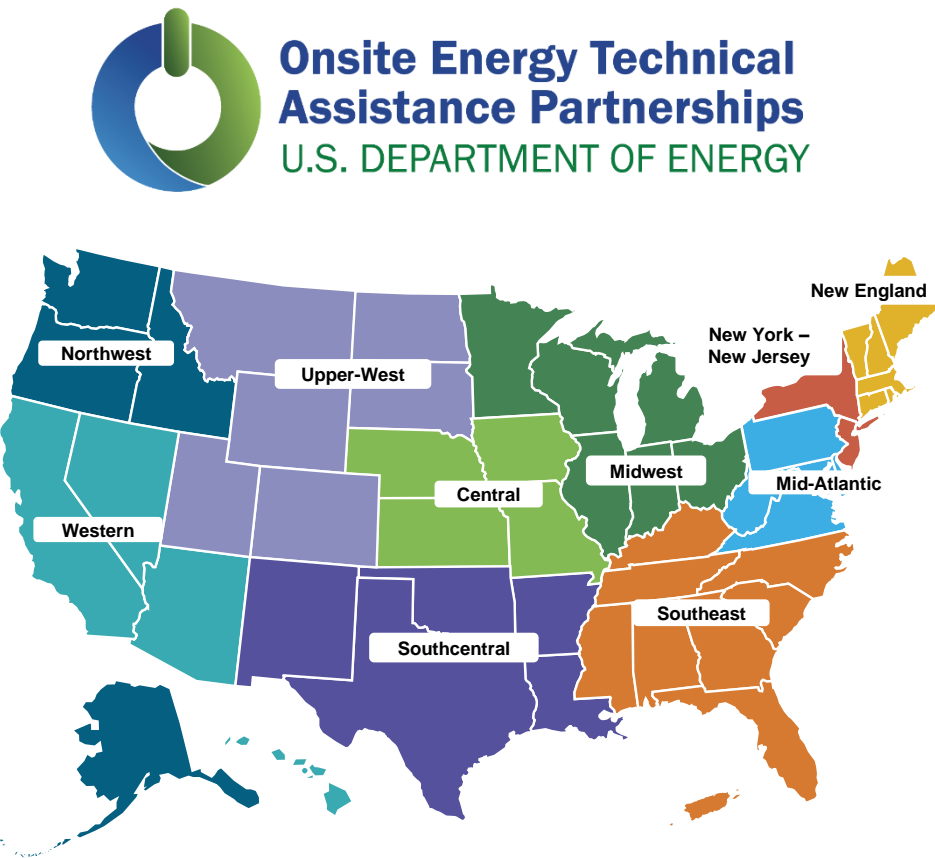 Onsite Energy Technical
Assistance Partnerships
U.S. DEPARTMENT OF ENERGY
New England
New York –
New Jersey
Northwest
Upper-West
Midwest
Mid-Atlantic
Central
Western
Southeast
Southcentral